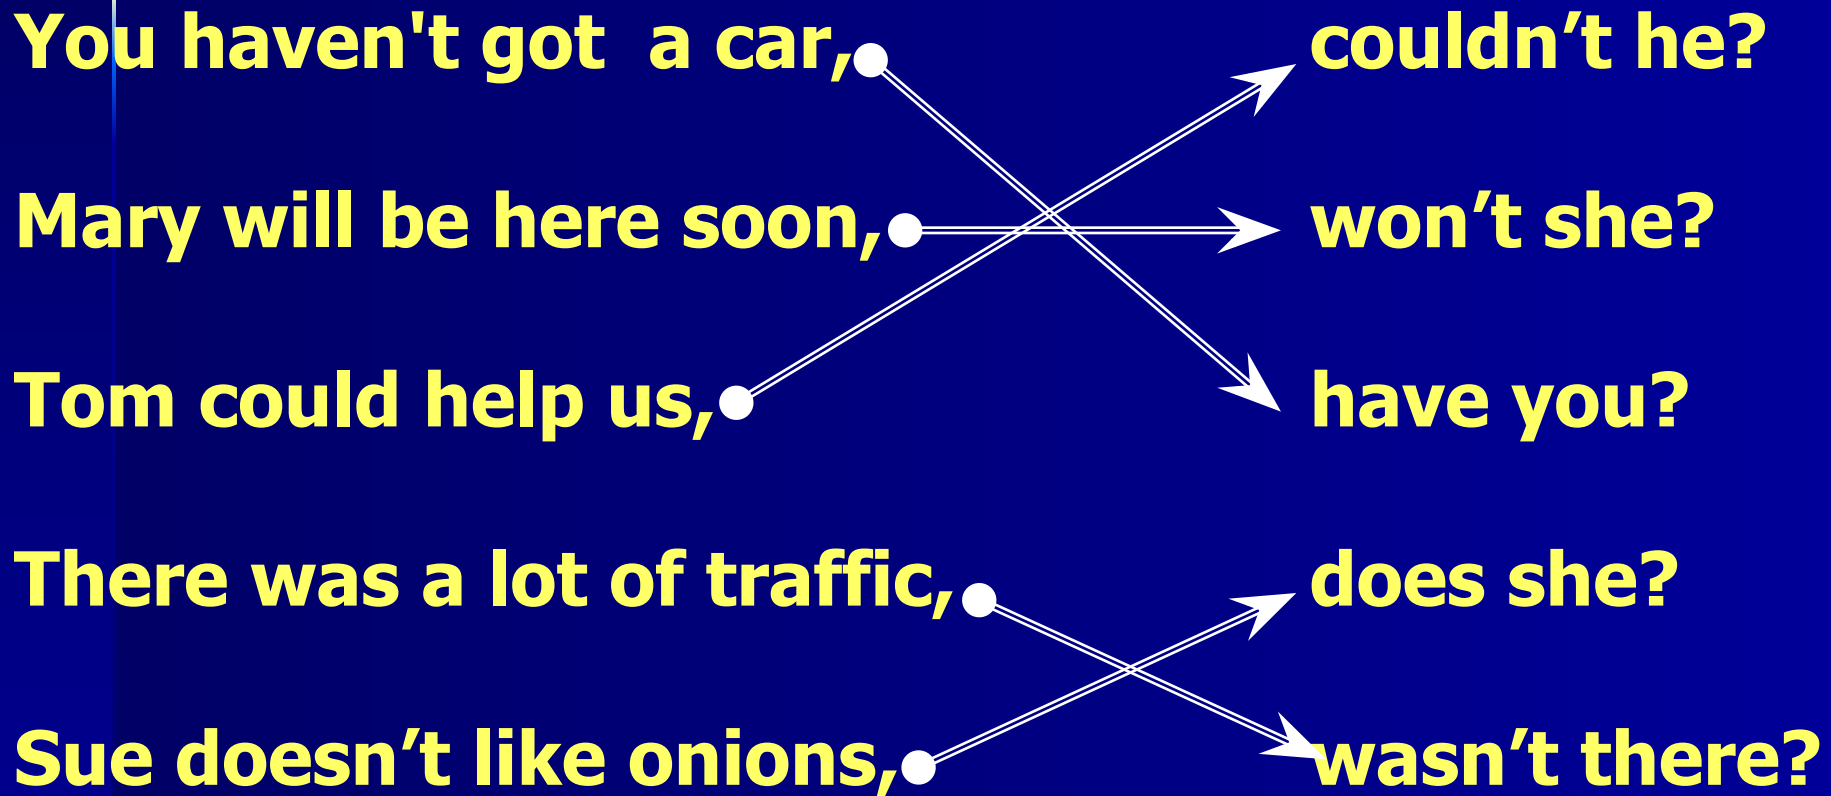 You haven't got  a car, couldn’t he?
Mary will be here soon, won’t she?
Tom could help us, have you?
There was a lot of traffic, does she?
Sue doesn’t like onions, wasn’t there?